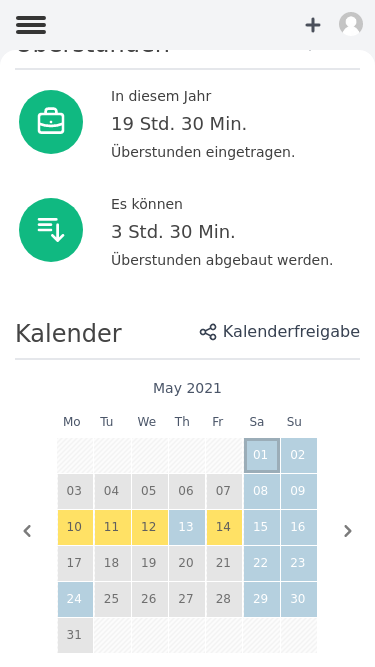 Überstunden
In diesem Jahr
19 Std. 30 Min.
Überstunden eingetragen.
Es können
3 Std. 30 Min.
Überstunden abgebaut werden.
Kalender Kalenderfreigabe
May 2021
Mo Tu We Th Fr Sa Su
01 02
03 04 05 06 07 08 09
10 11 12 13 14 15 16
17 18 19 20 21 22 23
24 25 26 27 28 29 30
31